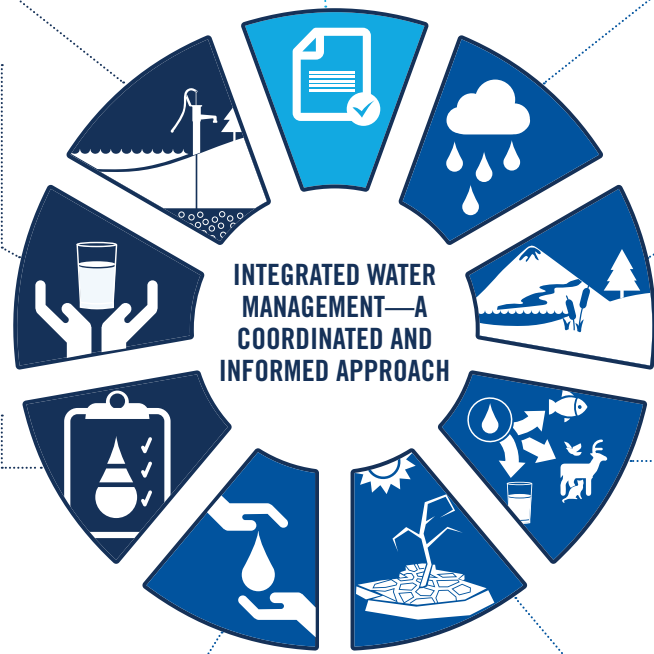 INTEGRATED WATER
MANAGEMENT—A
COORDINATED AND
INFORMED APPROACH